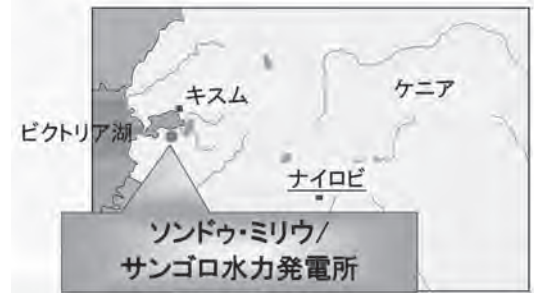 キスム
ケニア
ビクトリア湖
ナイロビ
ソンドゥ・ミリウ/
サンゴロ水力発電所